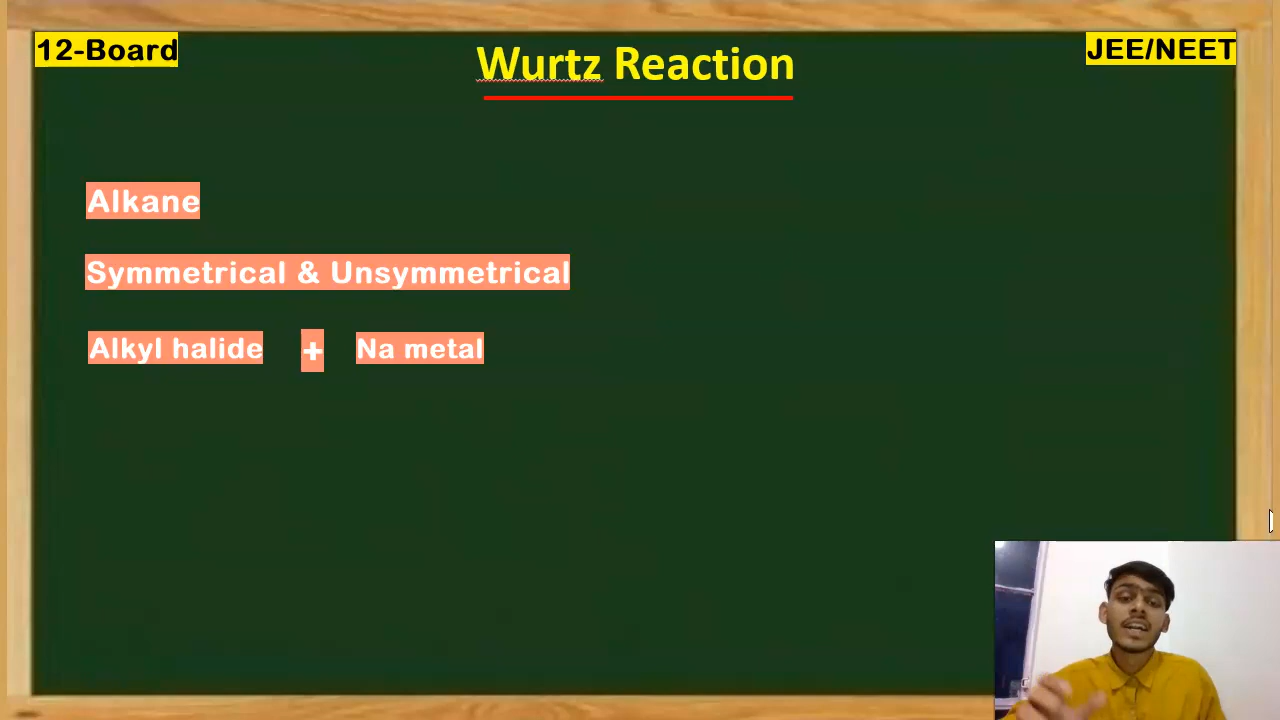 12-Board
Wurtz Reaction
JEE/NEET
Alkane
Symmetrical & Unsymmetrical
Alkyl halide + Na metal